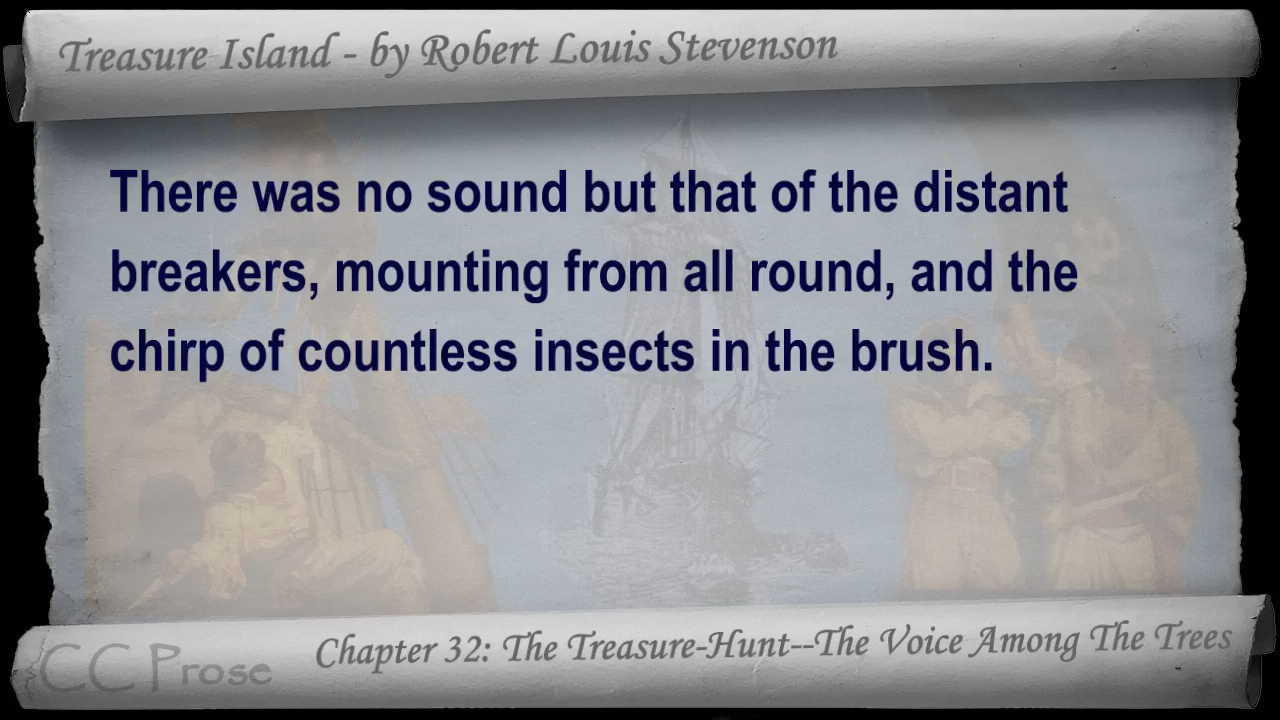 Treasure Island - by Robert Louis Stevenson
There was no sound but that of the distant
breakers, mounting from all round, and the
chirp of countless insects in the brush.
Chapter 32: The Treasure-Hunt--The Voice Among The Trees
CC Prose